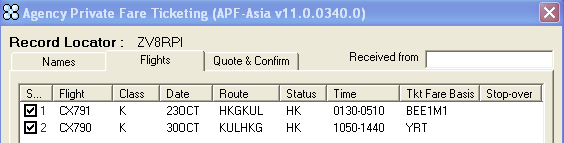 Agency Private Fare Ticketing (APF-Asia v11.0.0340.0)
Record Locator : ZV8RPI
Names Flights Quote & Confirm Received from
S... Flight Class Date Route Status Time Tkt Fare Basis Stop-over
1 CX791 K 23OCT HKGKUL HK 0130-0510 BEE1M1
2 CX790 K 30OCT KULHKG HK 1050-1440 YRT